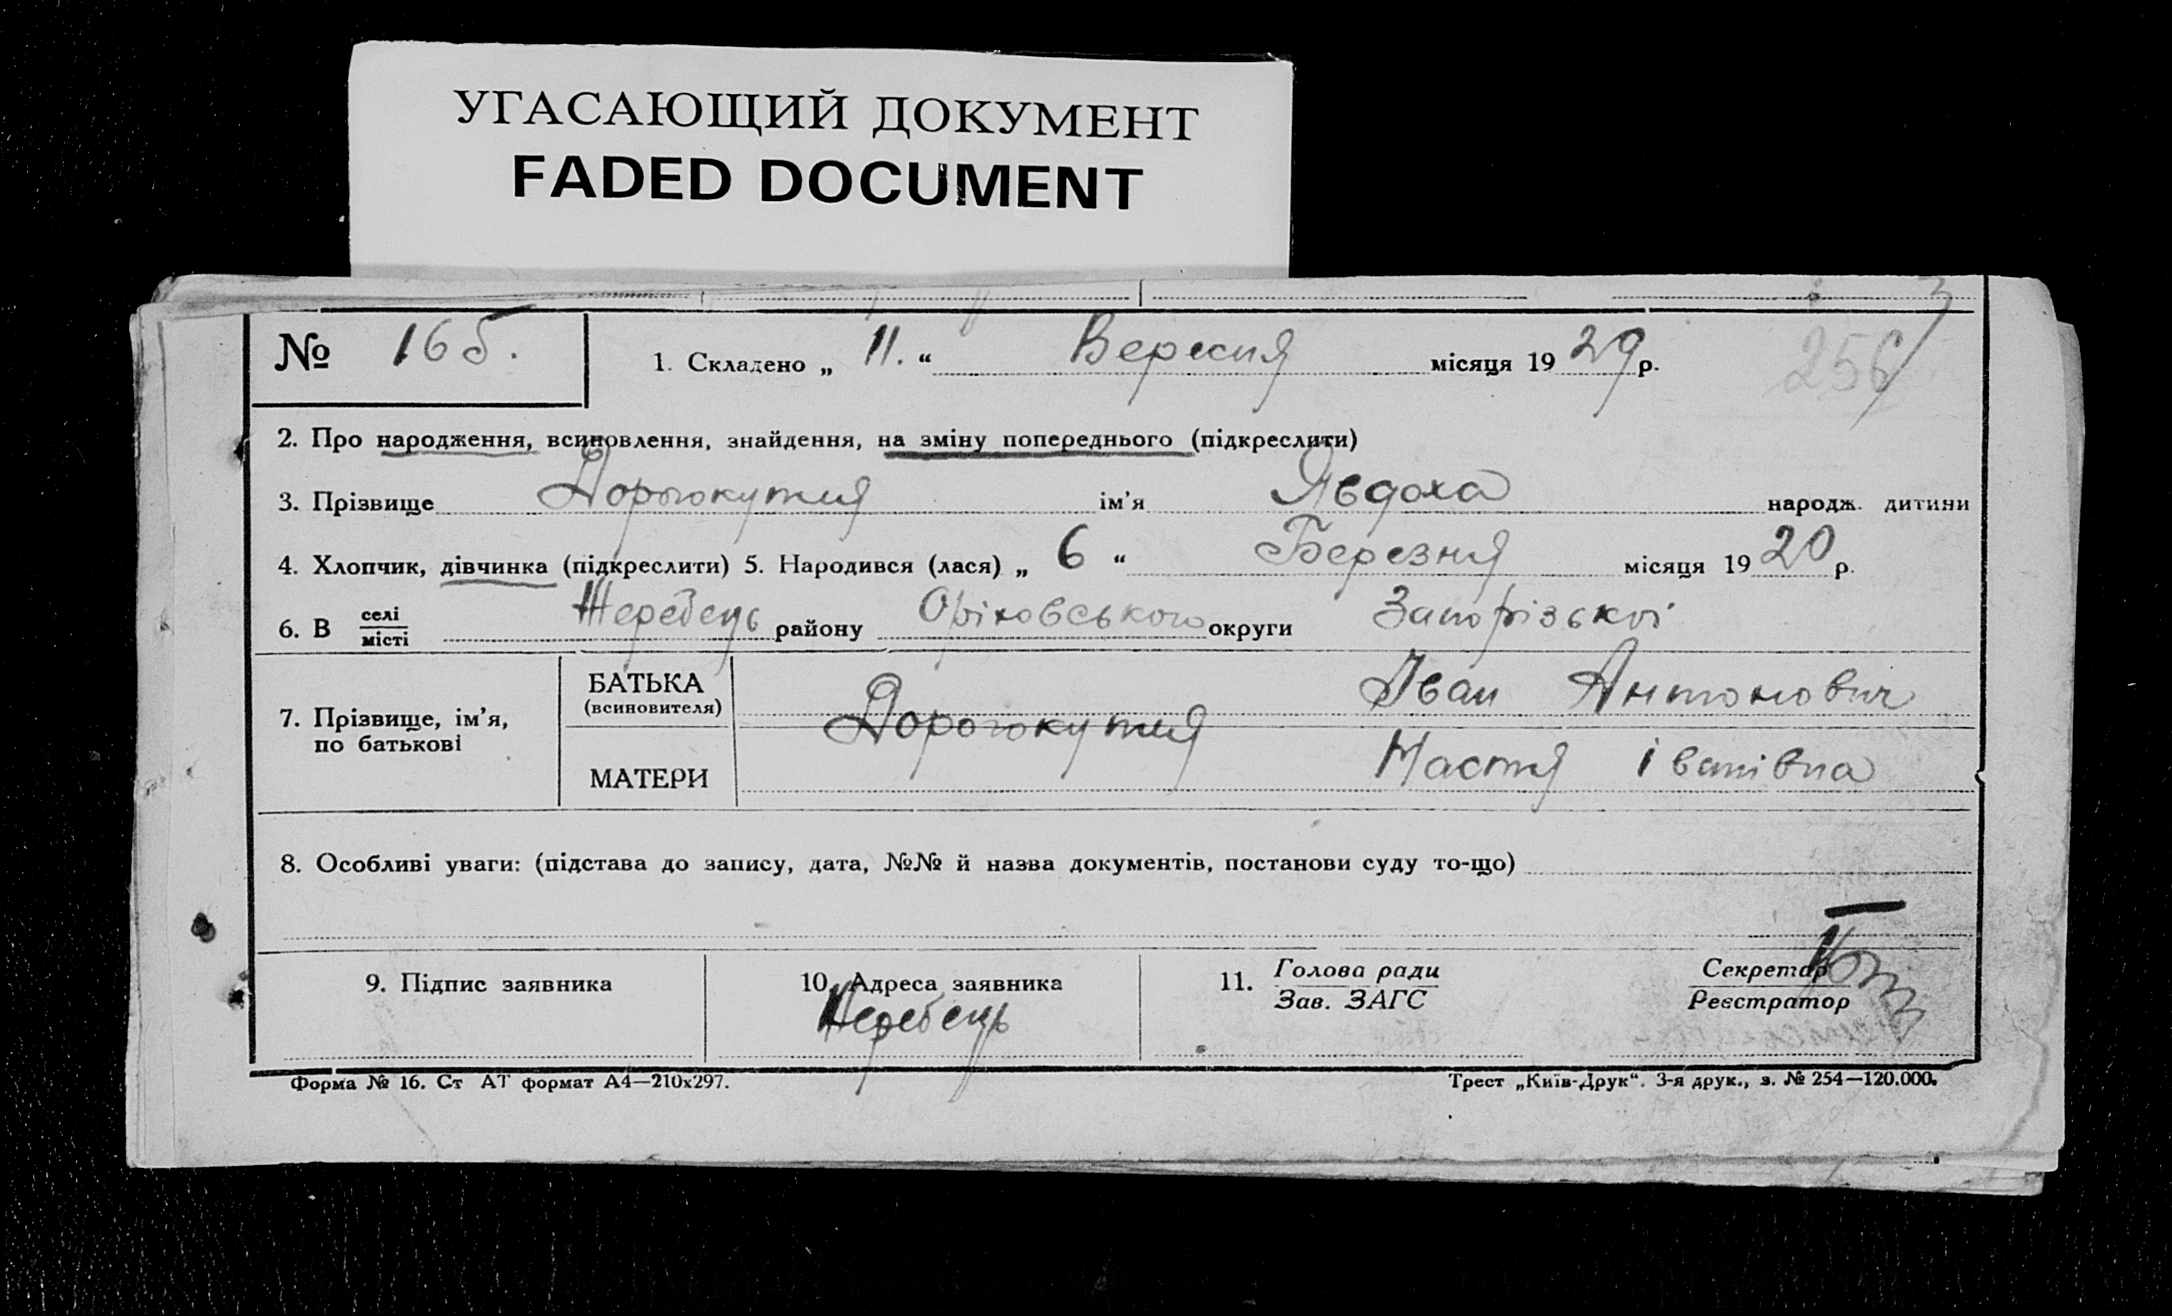 УГАСАЮЩИЙ ДОКУМЕНТ
FADED DOCUMENT
№ 165. 1. Складено „ 11. “ Вересня місяця 1929 р. 256
2. Про народження, всиновлення, знайдення, на зміну попереднього (підкреслити)
3. Прізвище Дорогокутня ім'я Явдоха народж. дитини
4. Хлопчик, дівчинка (підкреслити) 5. Народився (лася) „ 6 “ Березня місяця 1920 р.
6. В селі місті Жеребець району Оріховського округи Запорізької
7. Прізвище, ім'я, по батькові
БАТЬКА (всиновителя) Іван Антонович
Дорогокутня
МАТЕРИ Настя Іванівна
8. Особливі уваги: (підстава до запису, дата, №№ й назва документів, постанови суду то-що)
9. Підпис заявника 10. Адреса заявника 11. Голова ради Зав. ЗАГС Секретар Реєстратор
Жеребець
Форма № 16. Ст АТ формат А4—210х297. Трест „Київ-Друк“. 3-я друк., з. № 254—120.000.